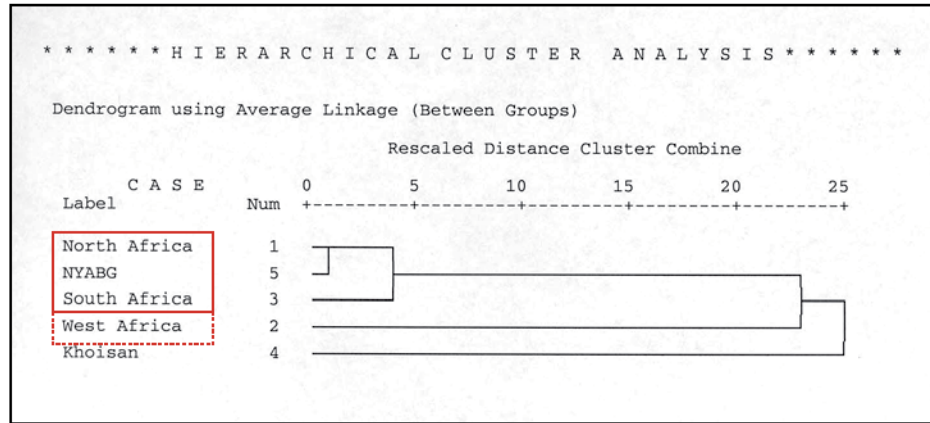 * * * * * * H I E R A R C H I C A L  C L U S T E R   A N A L Y S I S * * * * * *
Dendrogram using Average Linkage (Between Groups)
Rescaled Distance Cluster Combine
C A S E 0 5 10 15 20 25
Label Num +---------+---------+---------+---------+---------+
North Africa 1
NYABG 5
South Africa 3
West Africa 2
Khoisan 4